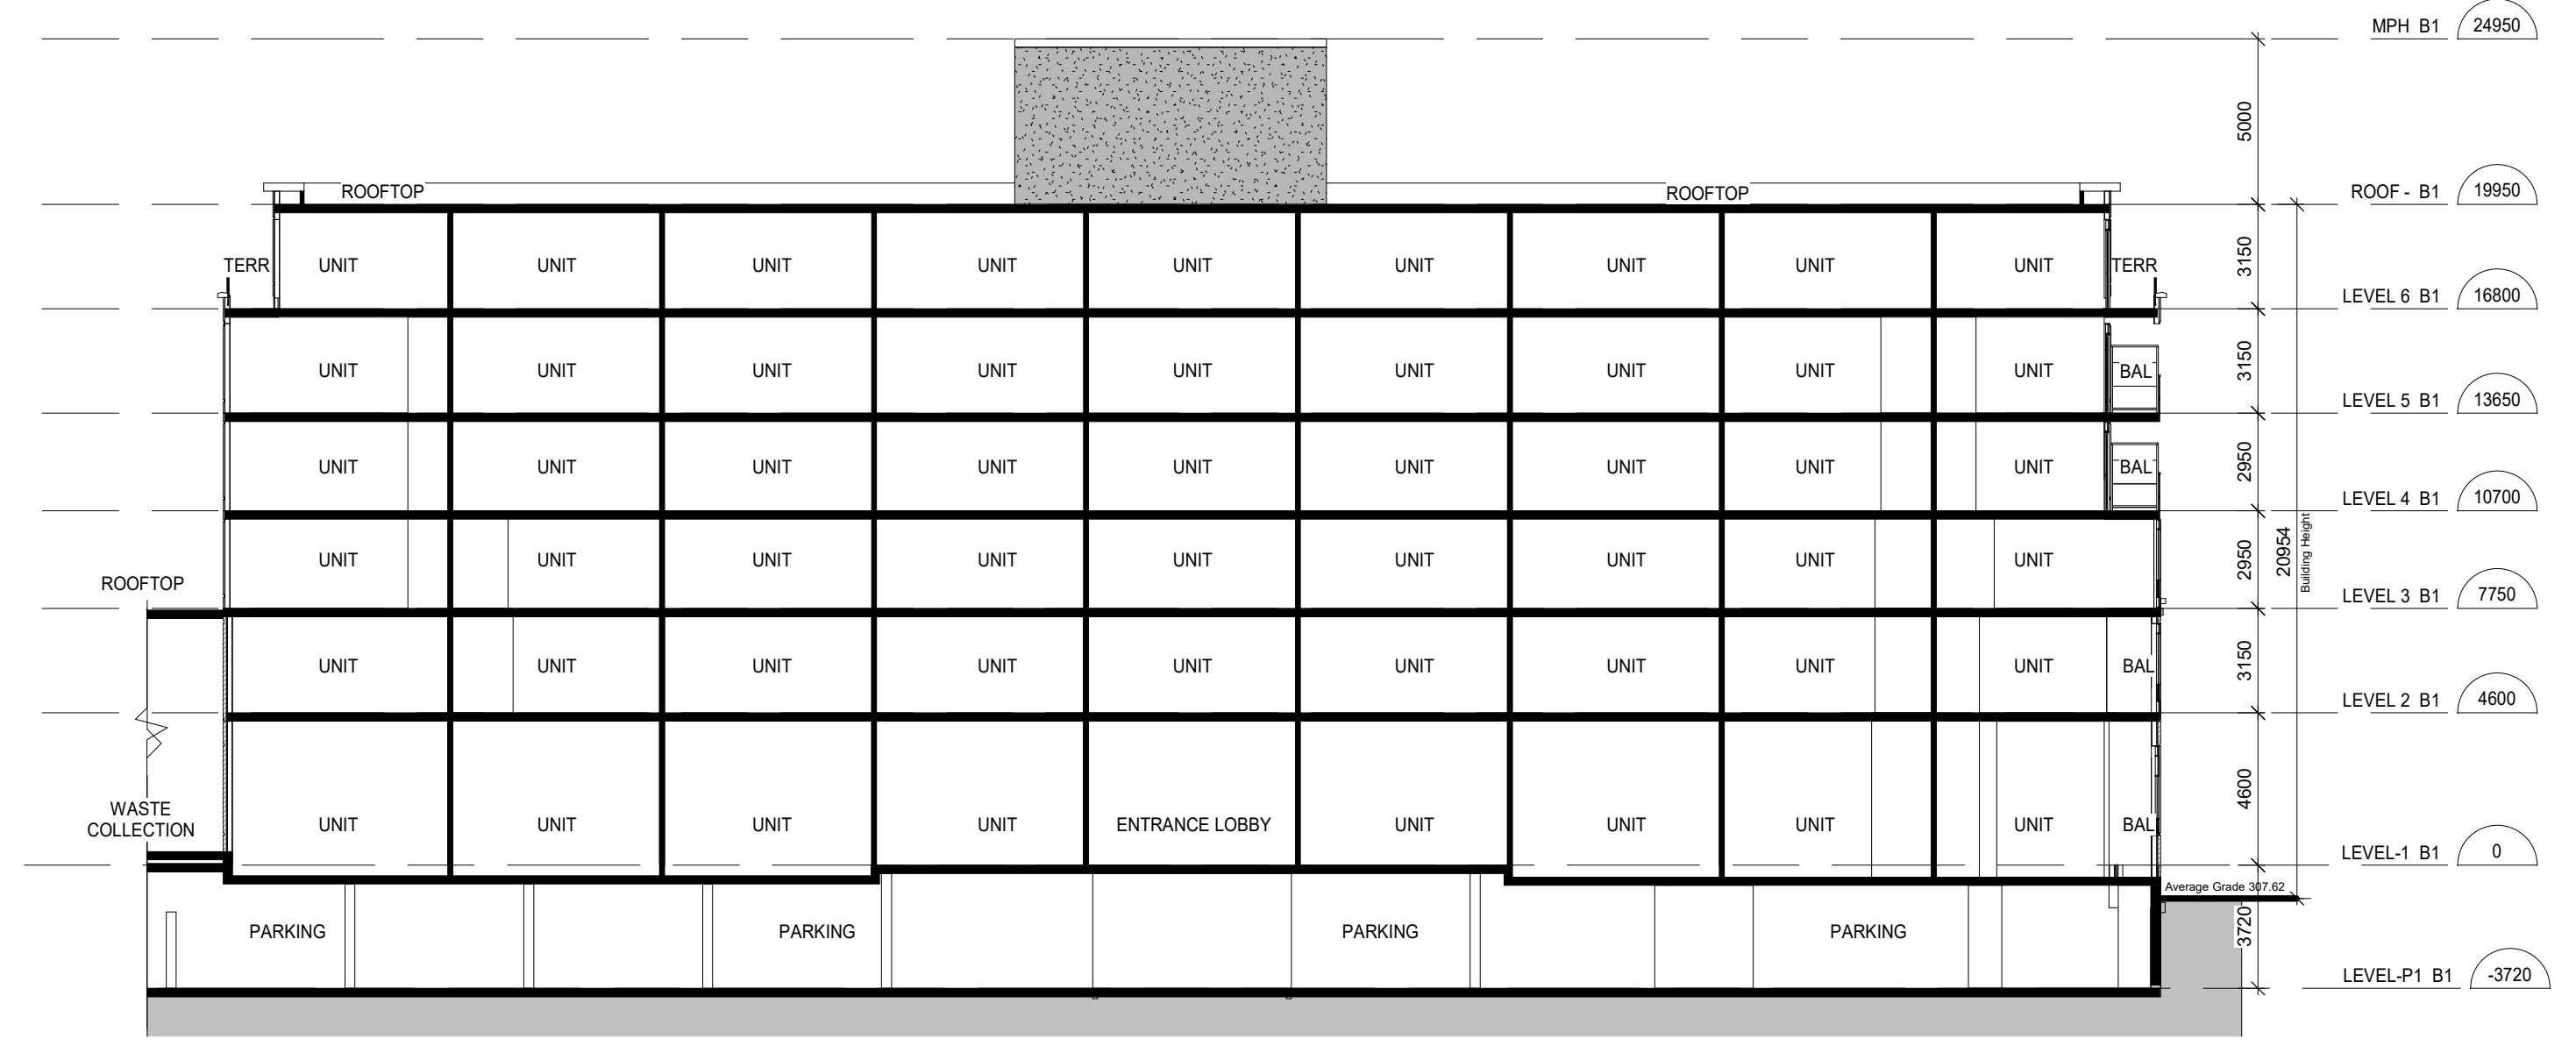 MPH B1 24950
5000
ROOFTOP ROOFTOP ROOF - B1 19950
TERR UNIT UNIT UNIT UNIT UNIT UNIT UNIT UNIT UNIT TERR 3150
LEVEL 6 B1 16800
UNIT UNIT UNIT UNIT UNIT UNIT UNIT UNIT UNIT BAL 3150
LEVEL 5 B1 13650
UNIT UNIT UNIT UNIT UNIT UNIT UNIT UNIT UNIT BAL 2950
LEVEL 4 B1 10700
UNIT UNIT UNIT UNIT UNIT UNIT UNIT UNIT UNIT 2950
20954
Building Height
ROOFTOP
LEVEL 3 B1 7750
UNIT UNIT UNIT UNIT UNIT UNIT UNIT UNIT UNIT BAL 3150
LEVEL 2 B1 4600
4600
WASTE
COLLECTION
UNIT UNIT UNIT UNIT ENTRANCE LOBBY UNIT UNIT UNIT UNIT BAL
LEVEL-1 B1 0
Average Grade 307.62
PARKING PARKING PARKING PARKING 3720
LEVEL-P1 B1 -3720